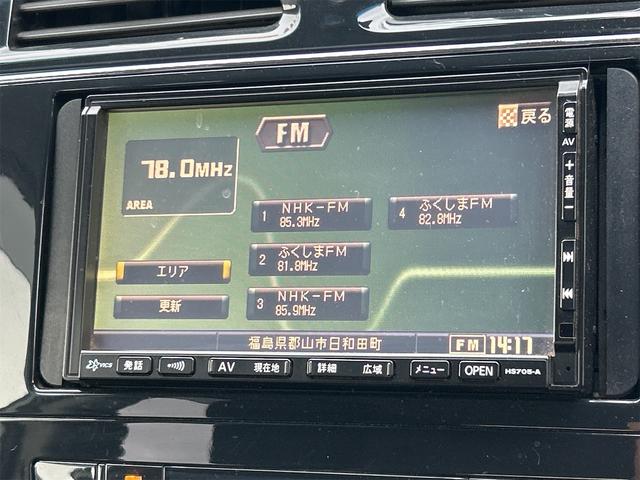 FM
戻る
78.0MHz
AREA
1 NHK-FM
85.3MHz
4 ふくしまFM
82.8MHz
2 ふくしまFM
81.8MHz
エリア
3 NHK-FM
85.9MHz
更新
福島県郡山市日和田町
FM 14:17
VICS 発話 AV 現在地 詳細 広域 メニュー OPEN HS705-A
電源
AV
+
音量
-